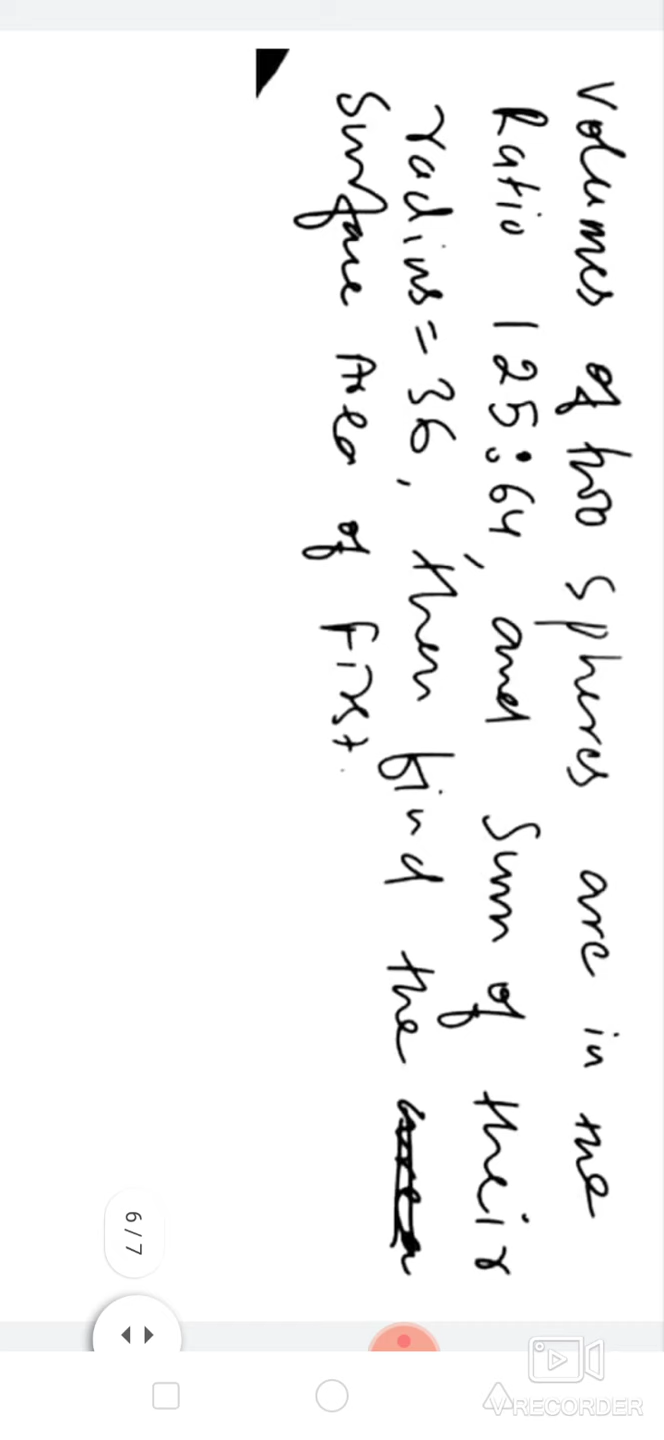 Volumes of two spheres are in the
Ratio 125:64, and Sum of their
radius = 36, then find the
Surface Area of First.
6/7
V RECORDER